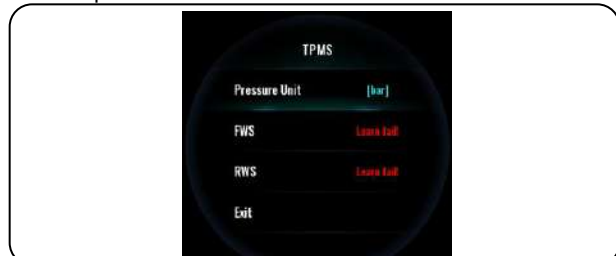 TPMS
Pressure Unit [bar]
FWS Learn fail
RWS Learn fail
Exit